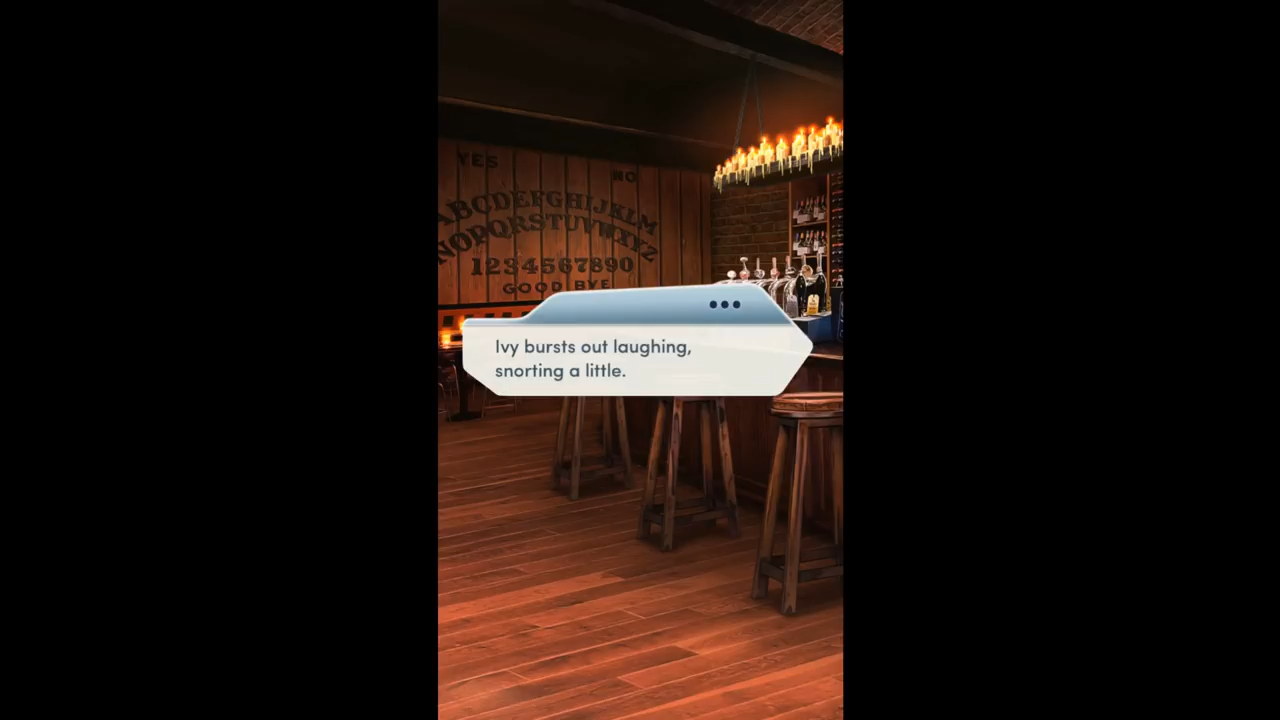 YES
NO
ABCDEFGHIJKLM
NOPQRSTUVWXYZ
1234567890
GOOD BYE
Ivy bursts out laughing,
snorting a little.